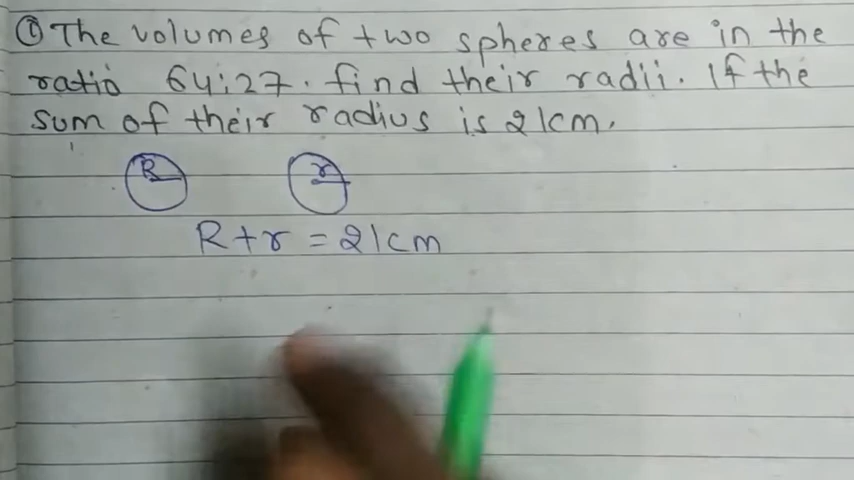 ① The volumes of two spheres are in the
ratio 64:27. find their radii. If the
sum of their radius is 21cm.
R r
R+r = 21cm